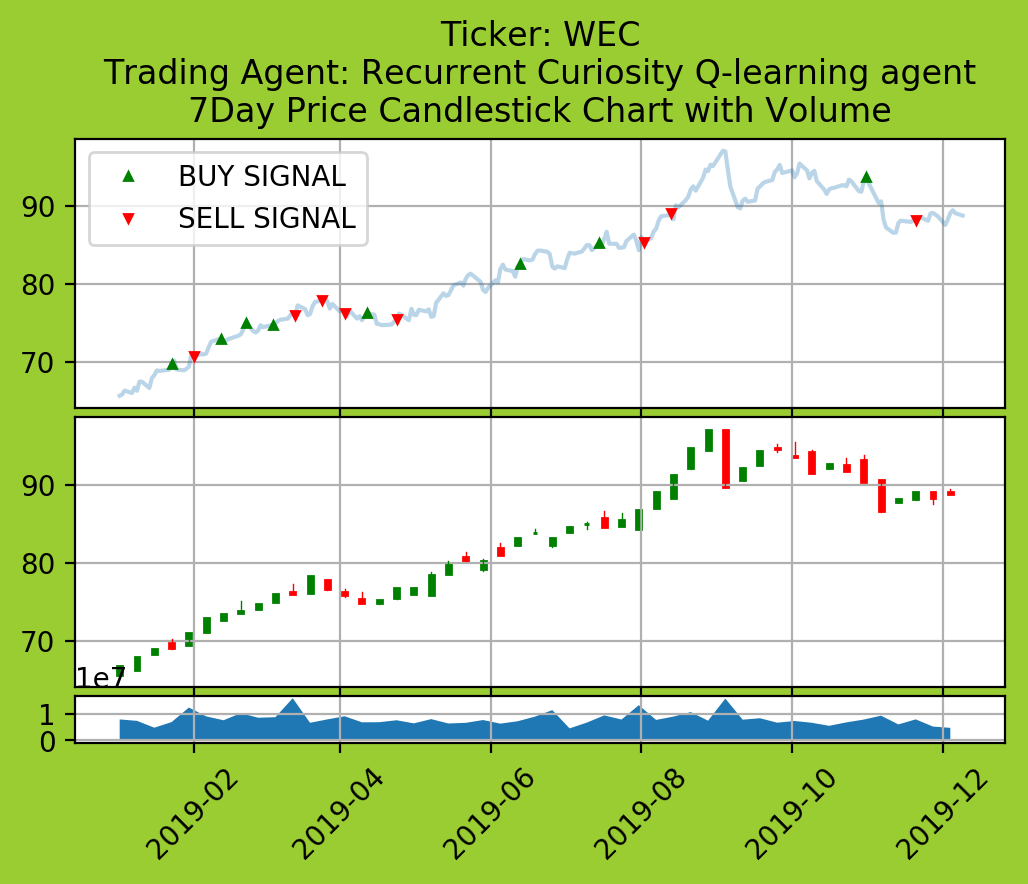 Ticker: WEC
Trading Agent: Recurrent Curiosity Q-learning agent
7Day Price Candlestick Chart with Volume
BUY SIGNAL
SELL SIGNAL
90
80
70
90
80
70
1e7
1
0
2019-02
2019-04
2019-06
2019-08
2019-10
2019-12